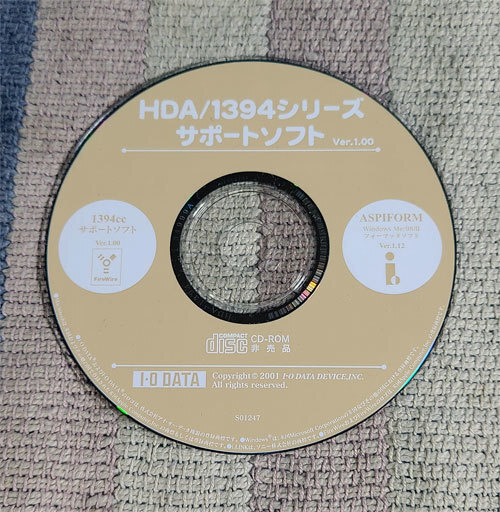 HDA/1394シリーズ
サポートソフト Ver.1.00
1394cc
サポートソフト
Ver.1.00
FireWire
ASPIFORM
Windows Me/98/II
フォーマットソフト
Ver.1.12
COMPACT
disc
CD-ROM
非売品
I·O DATA
Copyright © 2001 I·O DATA DEVICE,INC.
All rights reserved.
S01247